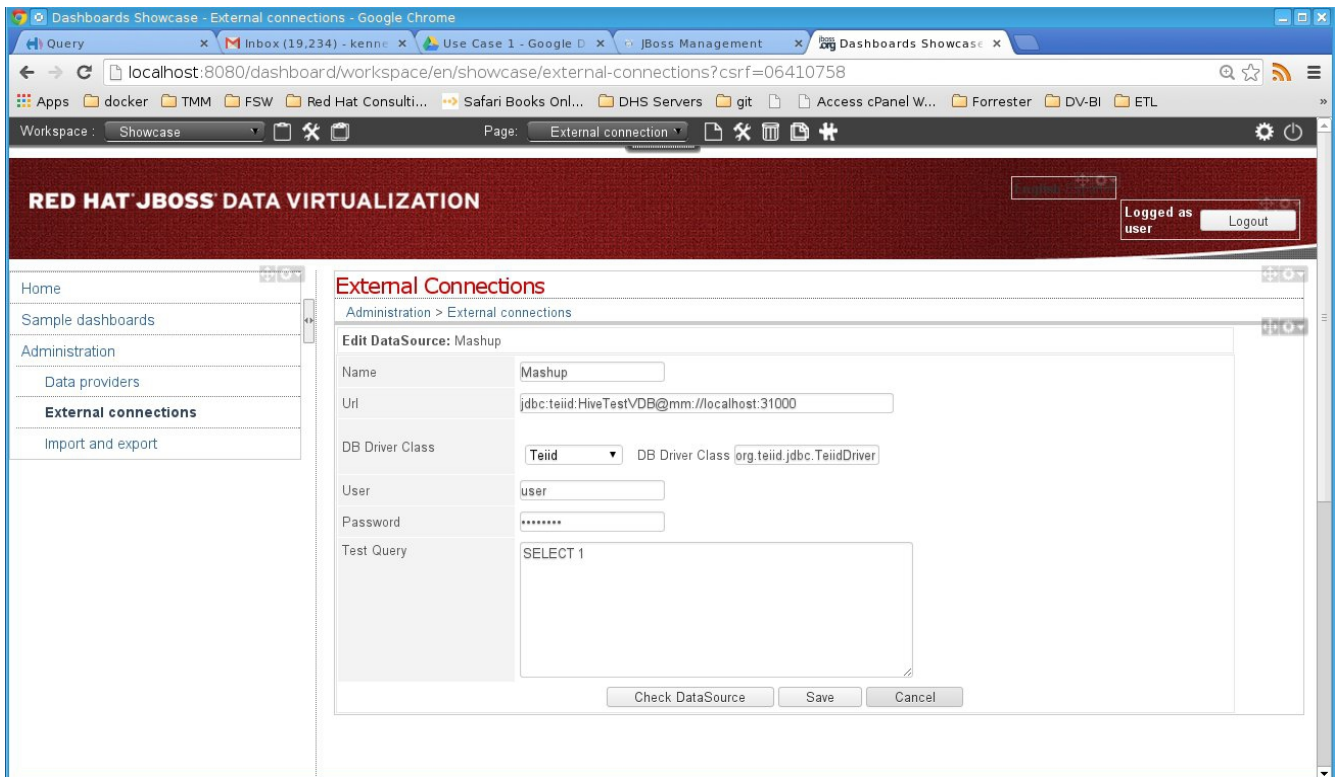 Dashboards Showcase - External connections - Google Chrome
Query
Inbox (19,234) - kenne
Use Case 1 - Google D
JBoss Management
Dashboards Showcase
localhost:8080/dashboard/workspace/en/showcase/external-connections?csrf=06410758
Apps docker TMM FSW Red Hat Consulti... Safari Books Onl... DHS Servers git Access cPanel W... Forrester DV-BI ETL »
Workspace : Showcase Page: External connection
RED HAT JBOSS DATA VIRTUALIZATION
English
Logged as user
Logout
Home
Sample dashboards
Administration
Data providers
External connections
Import and export
External Connections
Administration > External connections
Edit DataSource: Mashup
Name Mashup
Url jdbc:teiid:HiveTestVDB@mm://localhost:31000
DB Driver Class Teiid DB Driver Class org.teiid.jdbc.TeiidDriver
User user
Password ••••••••
Test Query SELECT 1
Check DataSource Save Cancel